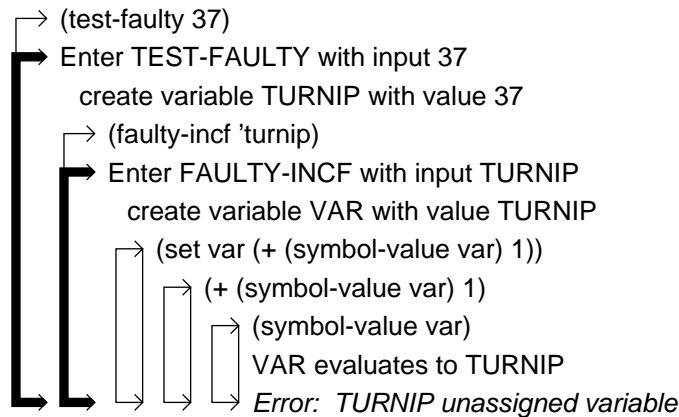 (test-faulty 37)
Enter TEST-FAULTY with input 37
create variable TURNIP with value 37
(faulty-incf ’turnip)
Enter FAULTY-INCF with input TURNIP
create variable VAR with value TURNIP
(set var (+ (symbol-value var) 1))
(+ (symbol-value var) 1)
(symbol-value var)
VAR evaluates to TURNIP
Error: TURNIP unassigned variable